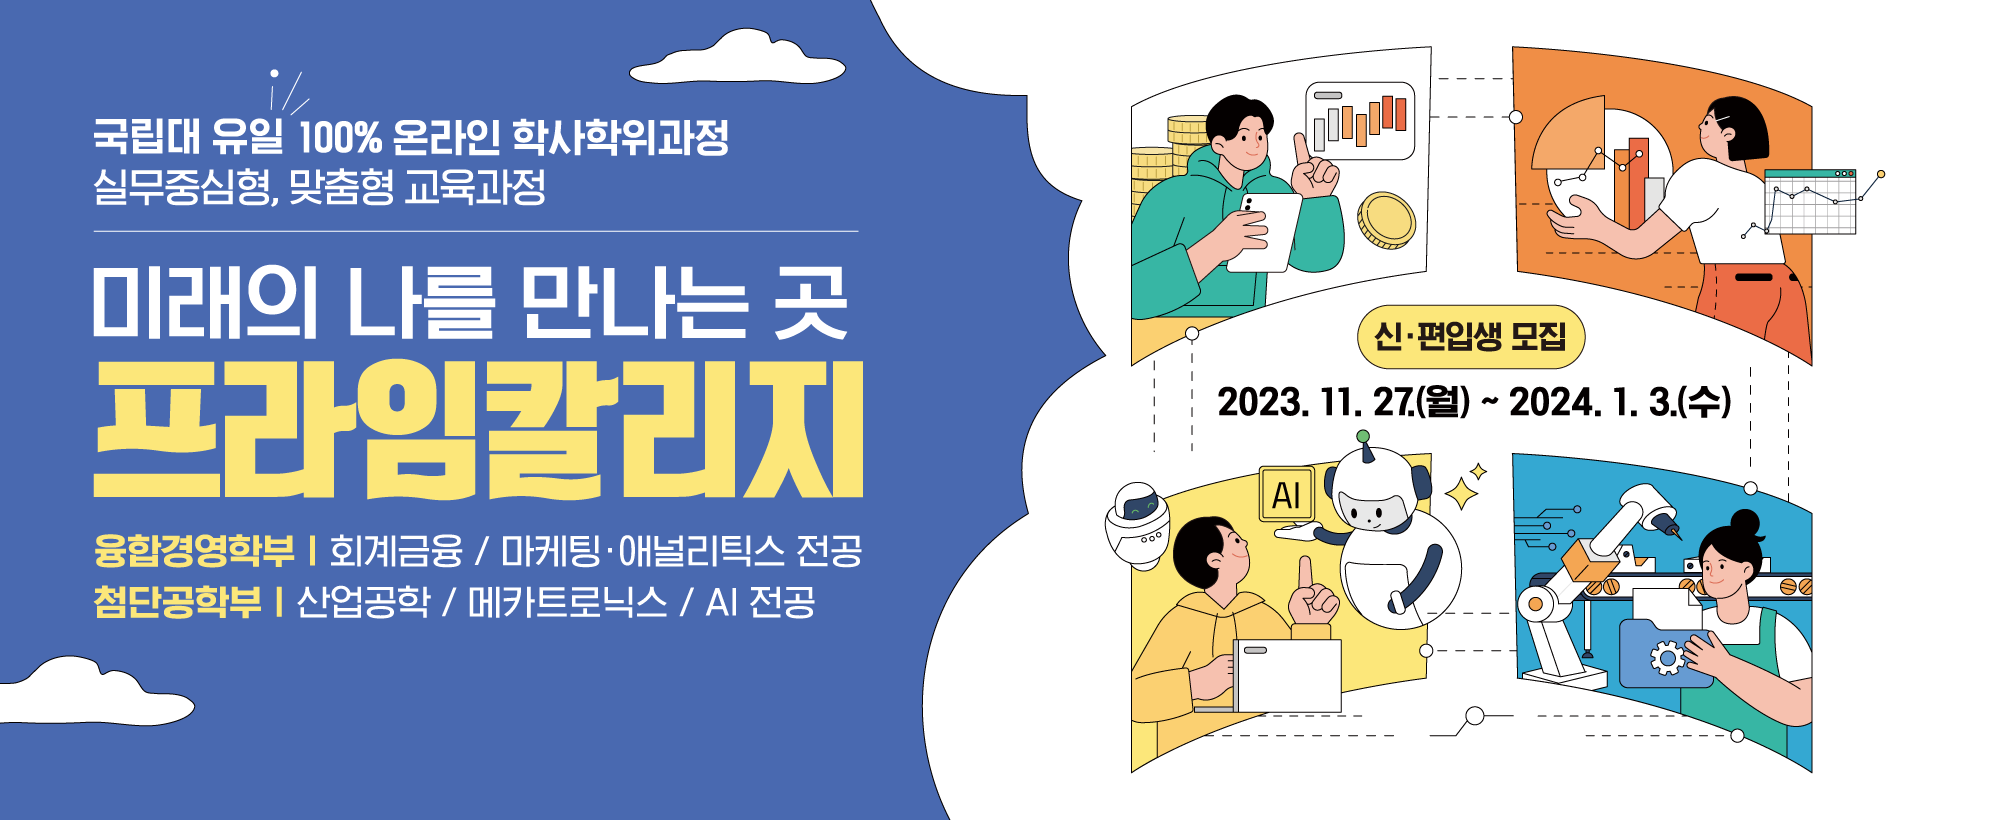 국립대 유일 100% 온라인 학사학위과정
실무중심형, 맞춤형 교육과정
미래의 나를 만나는 곳
프라임칼리지
융합경영학부 | 회계금융 / 마케팅·애널리틱스 전공
첨단공학부 | 산업공학 / 메카트로닉스 / AI 전공
신·편입생 모집
2023. 11. 27.(월) ~ 2024. 1. 3.(수)
AI